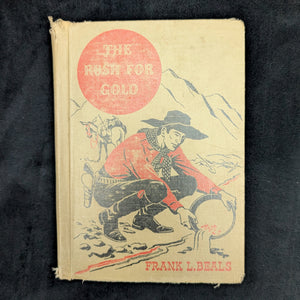 THE
RUSH FOR
GOLD
FRANK L. BEALS